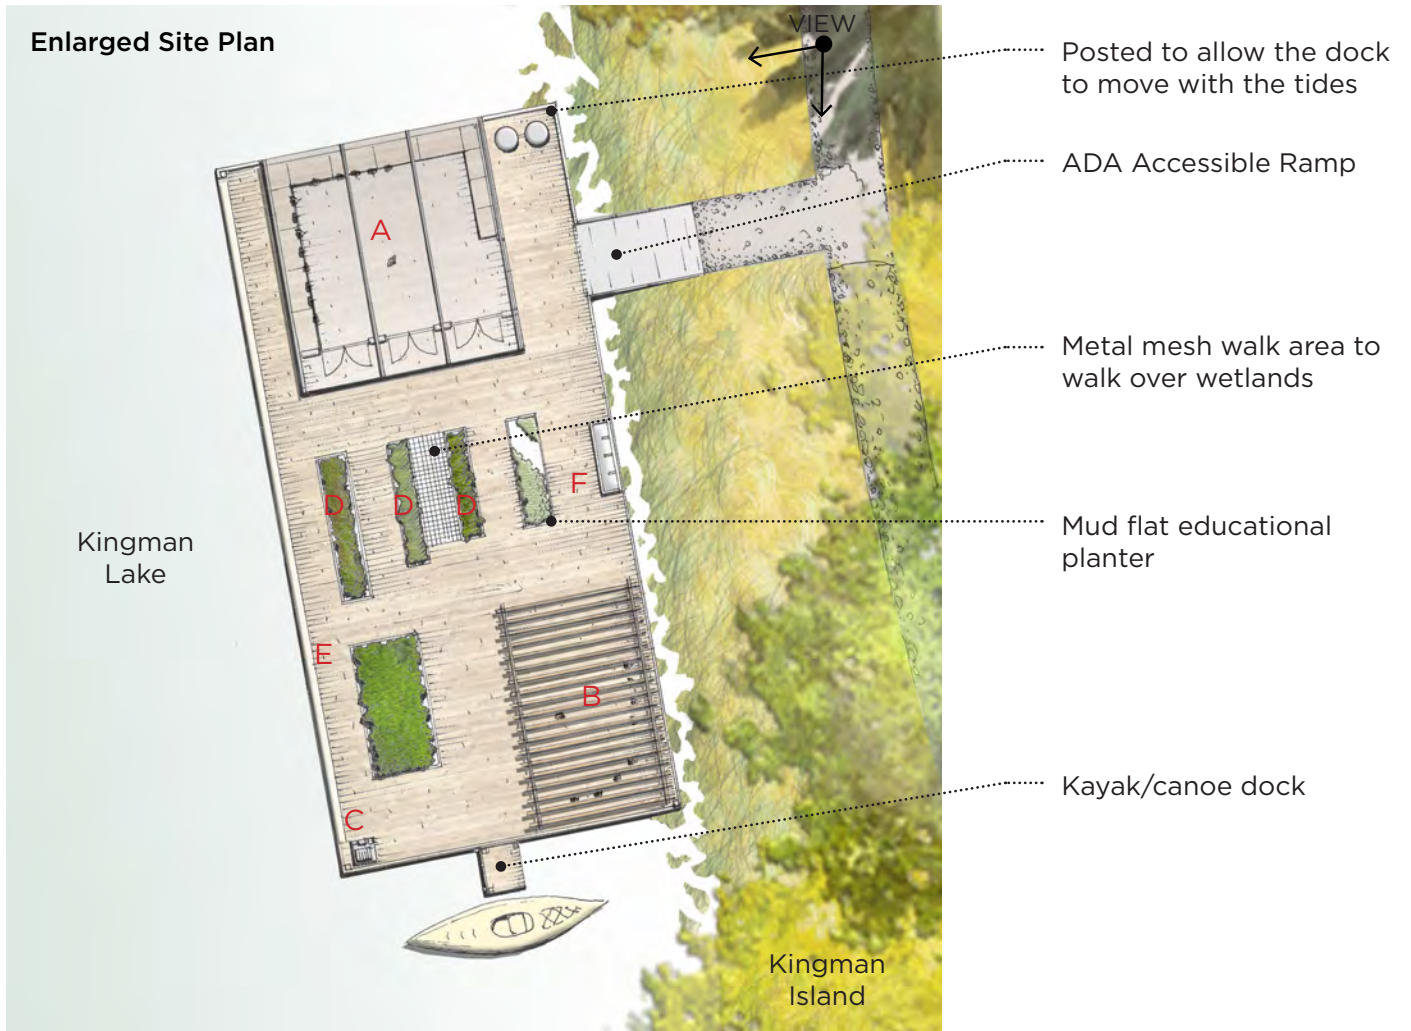 Enlarged Site Plan
VIEW
Posted to allow the dock
to move with the tides
ADA Accessible Ramp
A
Metal mesh walk area to
walk over wetlands
D
D
D
F
Mud flat educational
planter
Kingman
Lake
E
B
Kayak/canoe dock
C
Kingman
Island